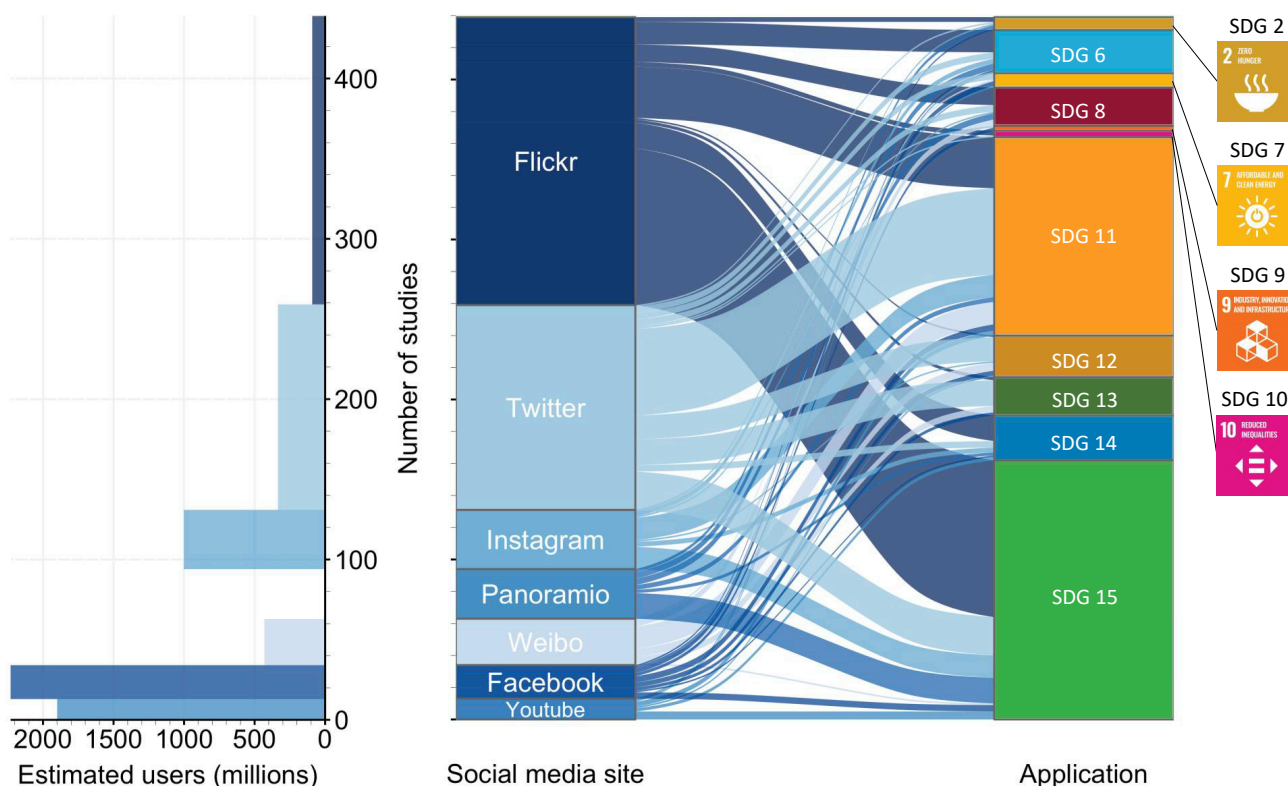 400
300
200
100
0
2000 1500 1000 500 0
Estimated users (millions)
Number of studies
Flickr
Twitter
Instagram
Panoramio
Weibo
Facebook
Youtube
Social media site
SDG 6
SDG 8
SDG 11
SDG 12
SDG 13
SDG 14
SDG 15
Application
SDG 2
2 ZERO
HUNGER
SDG 7
7 AFFORDABLE AND
CLEAN ENERGY
SDG 9
9 INDUSTRY, INNOVATIO
AND INFRASTRUCTUR
SDG 10
10 REDUCED
INEQUALITIES